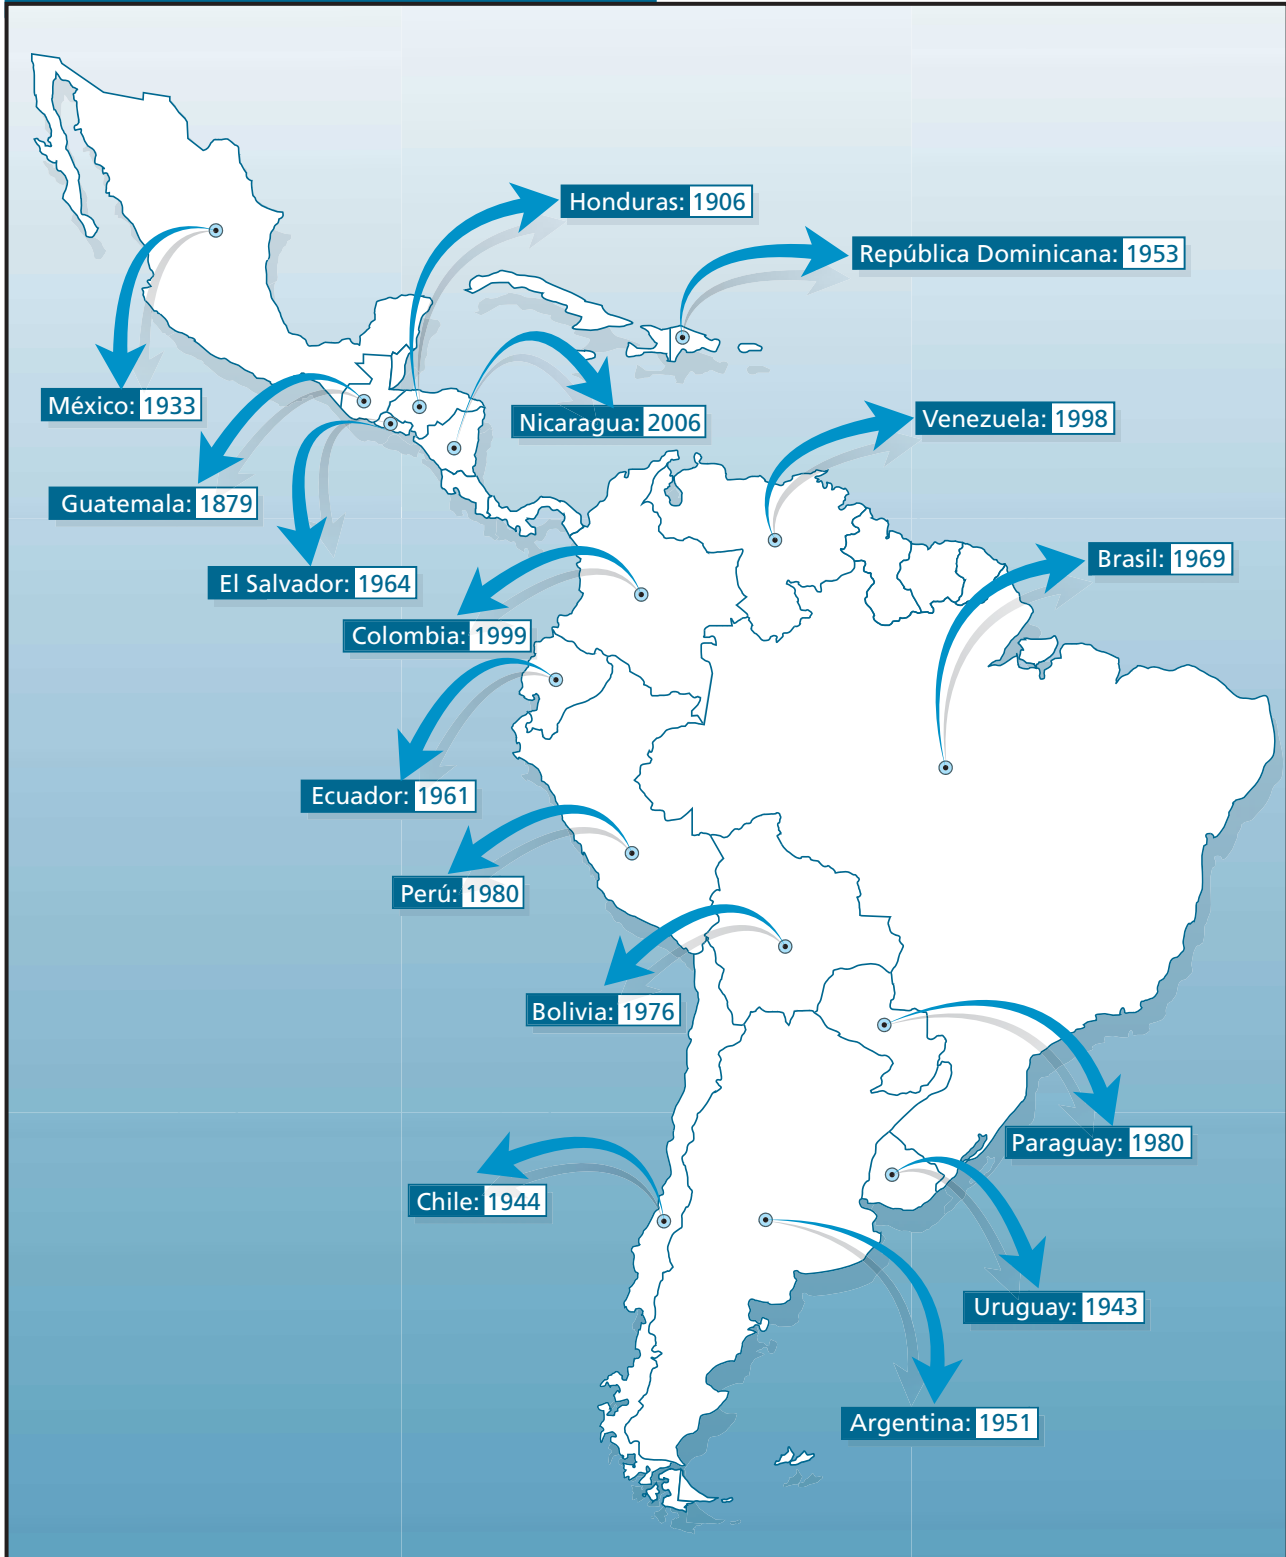 Honduras: 1906
República Dominicana: 1953
México: 1933
Nicaragua: 2006
Venezuela: 1998
Guatemala: 1879
El Salvador: 1964
Brasil: 1969
Colombia: 1999
Ecuador: 1961
Perú: 1980
Bolivia: 1976
Paraguay: 1980
Chile: 1944
Uruguay: 1943
Argentina: 1951